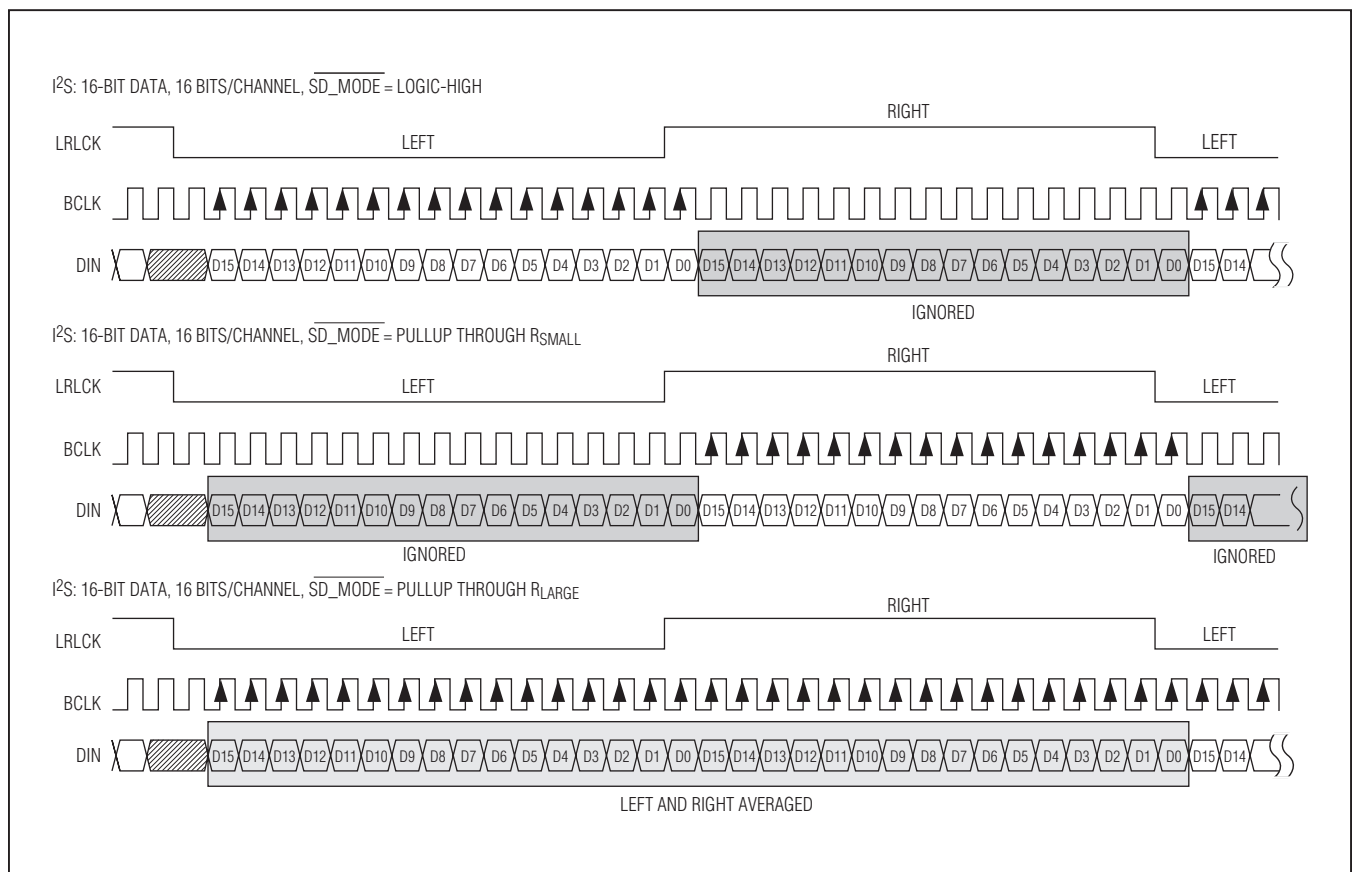 I²S: 16-BIT DATA, 16 BITS/CHANNEL, SD_MODE = LOGIC-HIGH
RIGHT
LRLCK LEFT LEFT
BCLK
DIN D15 D14 D13 D12 D11 D10 D9 D8 D7 D6 D5 D4 D3 D2 D1 D0 D15 D14 D13 D12 D11 D10 D9 D8 D7 D6 D5 D4 D3 D2 D1 D0 D15 D14
IGNORED
I²S: 16-BIT DATA, 16 BITS/CHANNEL, SD_MODE = PULLUP THROUGH RSMALL
RIGHT
LRLCK LEFT LEFT
BCLK
DIN D15 D14 D13 D12 D11 D10 D9 D8 D7 D6 D5 D4 D3 D2 D1 D0 D15 D14 D13 D12 D11 D10 D9 D8 D7 D6 D5 D4 D3 D2 D1 D0 D15 D14
IGNORED IGNORED
I²S: 16-BIT DATA, 16 BITS/CHANNEL, SD_MODE = PULLUP THROUGH RLARGE
RIGHT
LRLCK LEFT LEFT
BCLK
DIN D15 D14 D13 D12 D11 D10 D9 D8 D7 D6 D5 D4 D3 D2 D1 D0 D15 D14 D13 D12 D11 D10 D9 D8 D7 D6 D5 D4 D3 D2 D1 D0 D15 D14
LEFT AND RIGHT AVERAGED